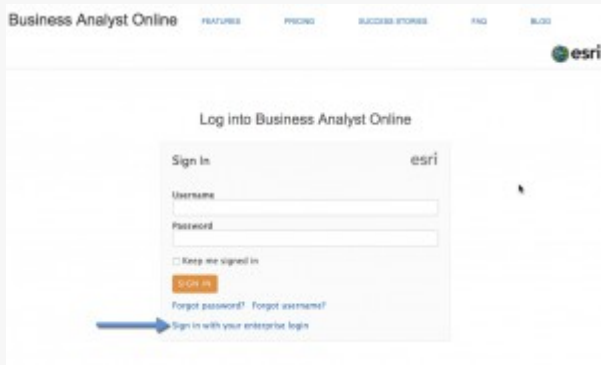 Business Analyst Online FEATURES PRICING SUCCESS STORIES FAQ BLOG
esri
Log into Business Analyst Online
Sign In esri
Username
Password
Keep me signed in
SIGN IN
Forgot password? Forgot username?
Sign in with your enterprise login